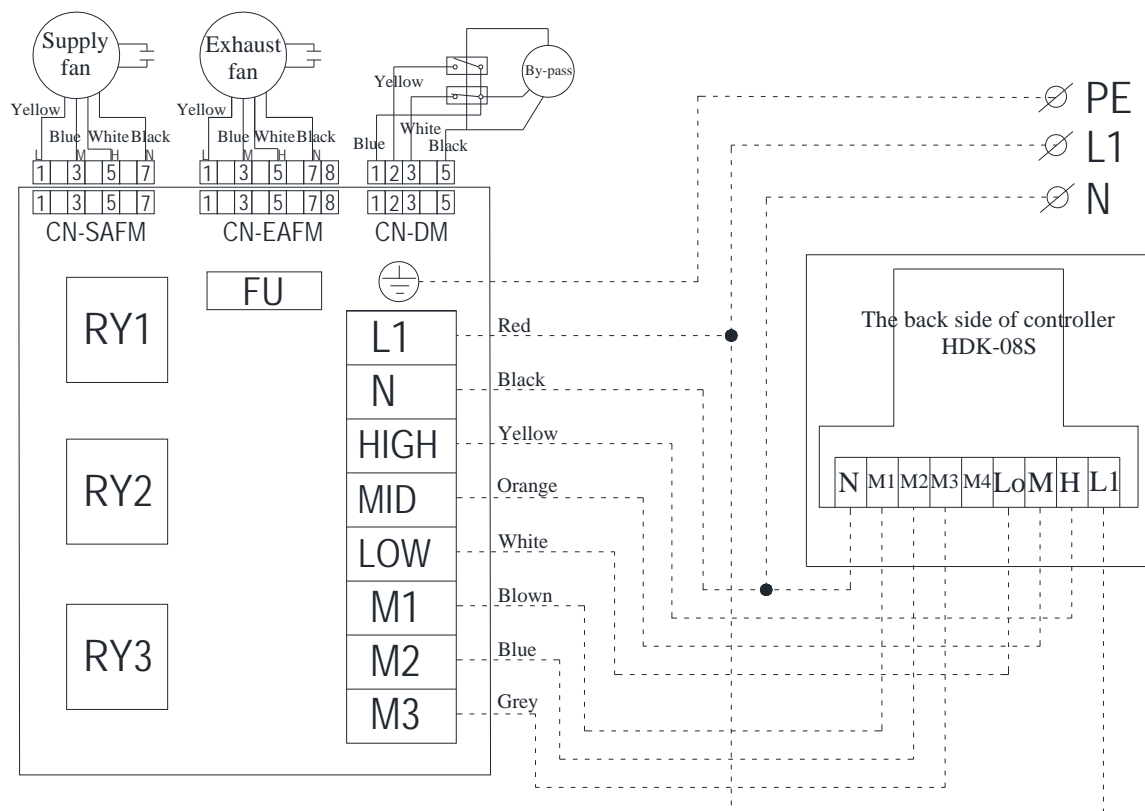 Supply
fan
Exhaust
fan
By-pass
Yellow
Yellow
Yellow
Blue
White
Black
Blue
White
Black
Blue
White
Black
L M H N
L M H N
1 3 5 7
1 3 5 7 8
1 2 3 5
1 3 5 7
1 3 5 7 8
1 2 3 5
CN-SAFM
CN-EAFM
CN-DM
PE
L1
N
FU
RY1
RY2
RY3
L1
Red
N
Black
HIGH
Yellow
MID
Orange
LOW
White
M1
Blown
M2
Blue
M3
Grey
The back side of controller
HDK-08S
N M1 M2 M3 M4 Lo M H L1